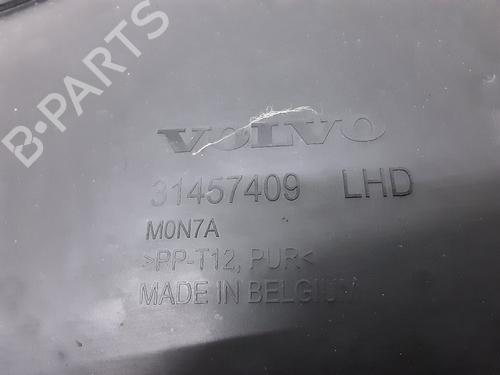 B-PARTS
VOLVO
31457409 LHD
M0N7A
>PP-T12, PUR<
MADE IN BELGIUM